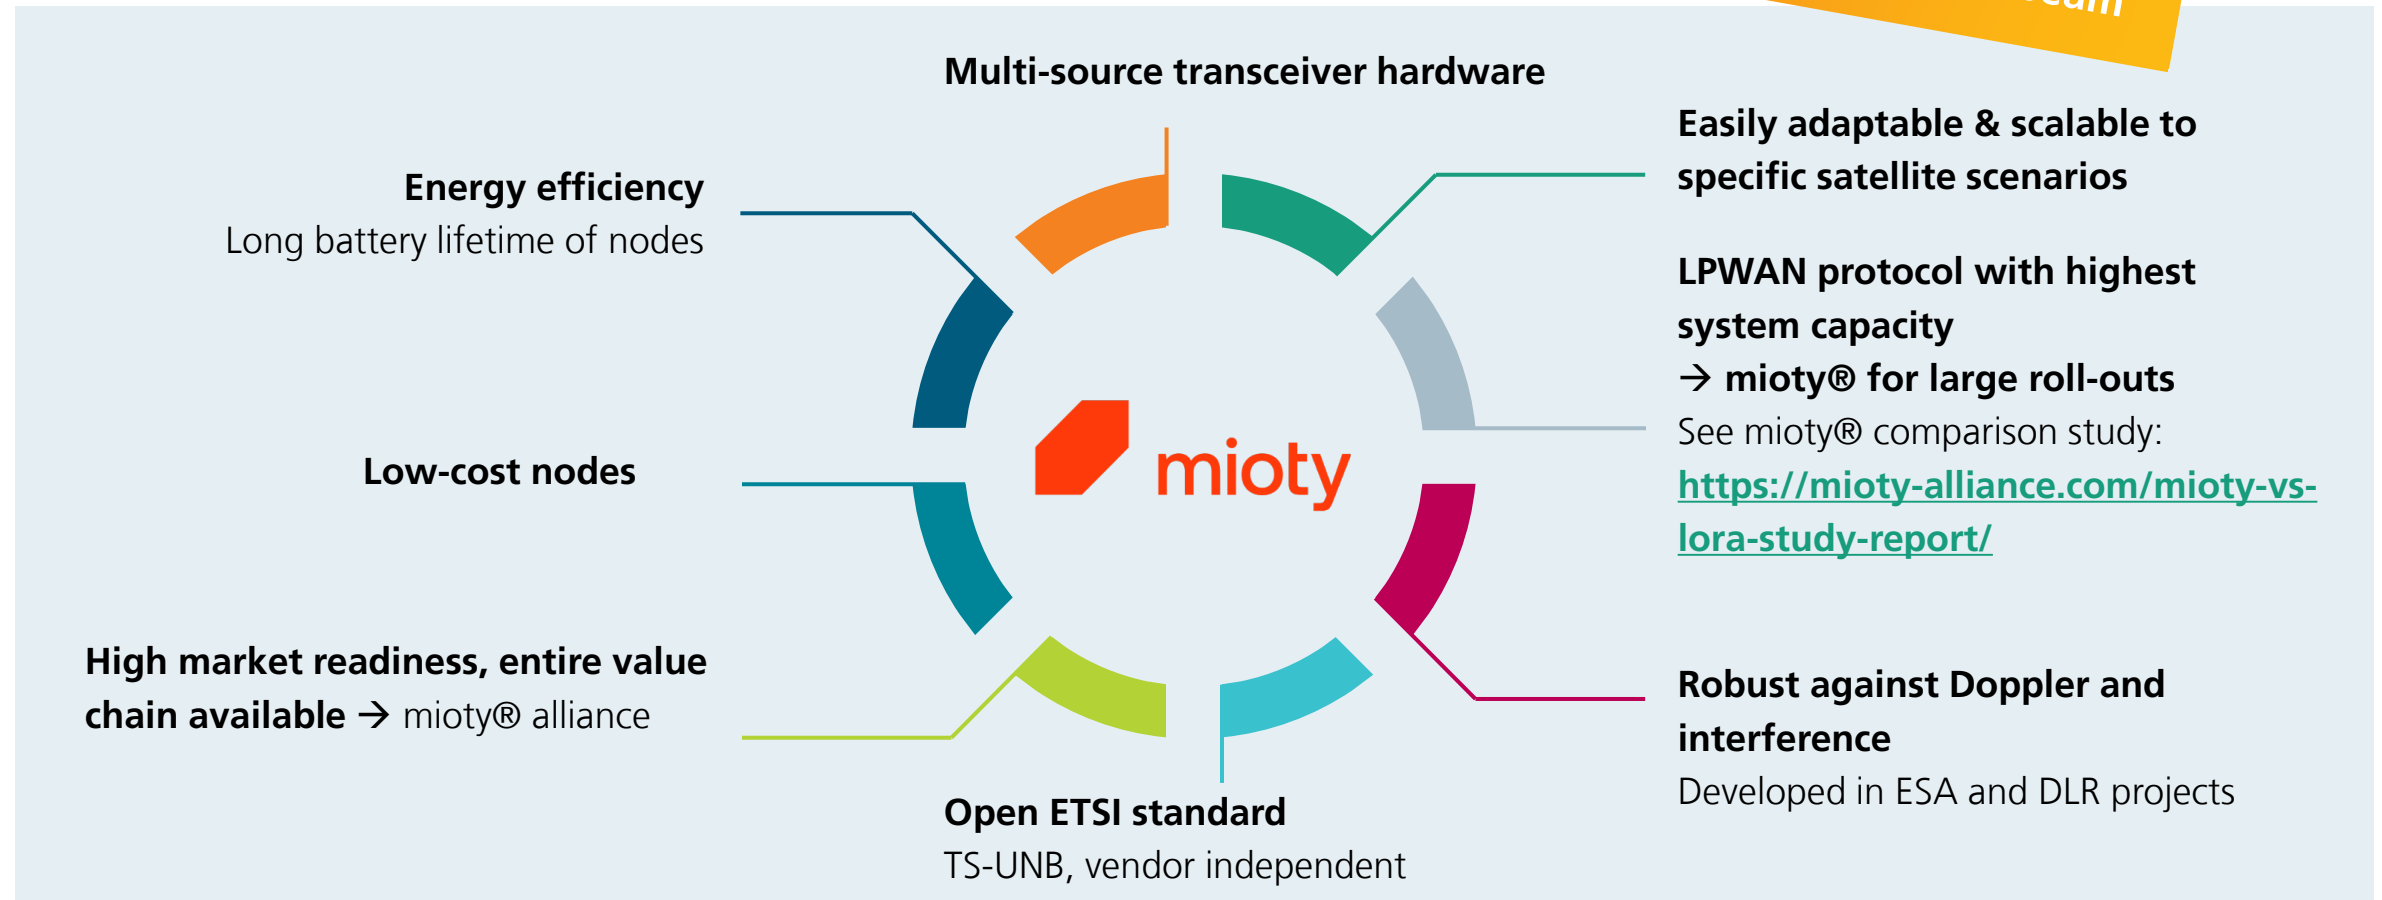 Multi-source transceiver hardware
Easily adaptable & scalable to
specific satellite scenarios
Energy efficiency
Long battery lifetime of nodes
LPWAN protocol with highest
system capacity
→ mioty® for large roll-outs
See mioty® comparison study:
https://mioty-alliance.com/mioty-vs-
lora-study-report/
mioty
Low-cost nodes
High market readiness, entire value
chain available → mioty® alliance
Robust against Doppler and
interference
Developed in ESA and DLR projects
Open ETSI standard
TS-UNB, vendor independent